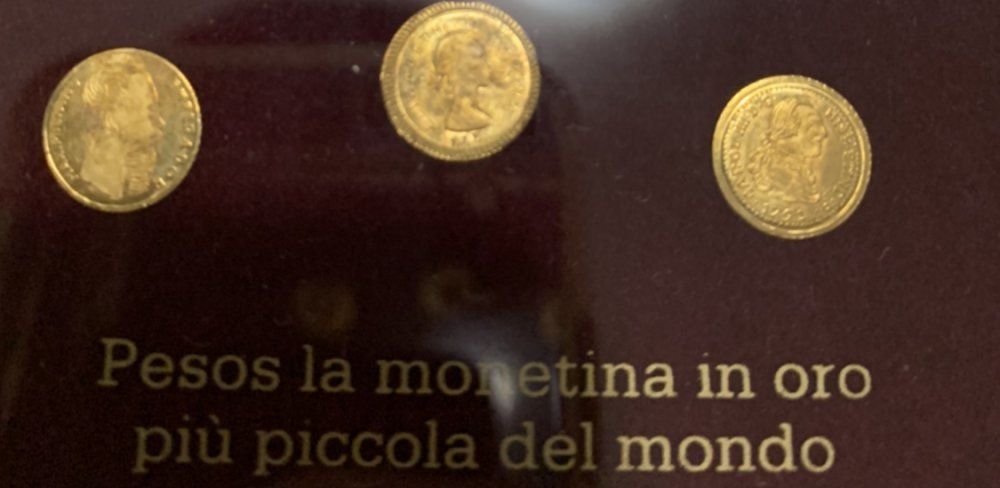 Pesos la monetina in oro
più piccola del mondo